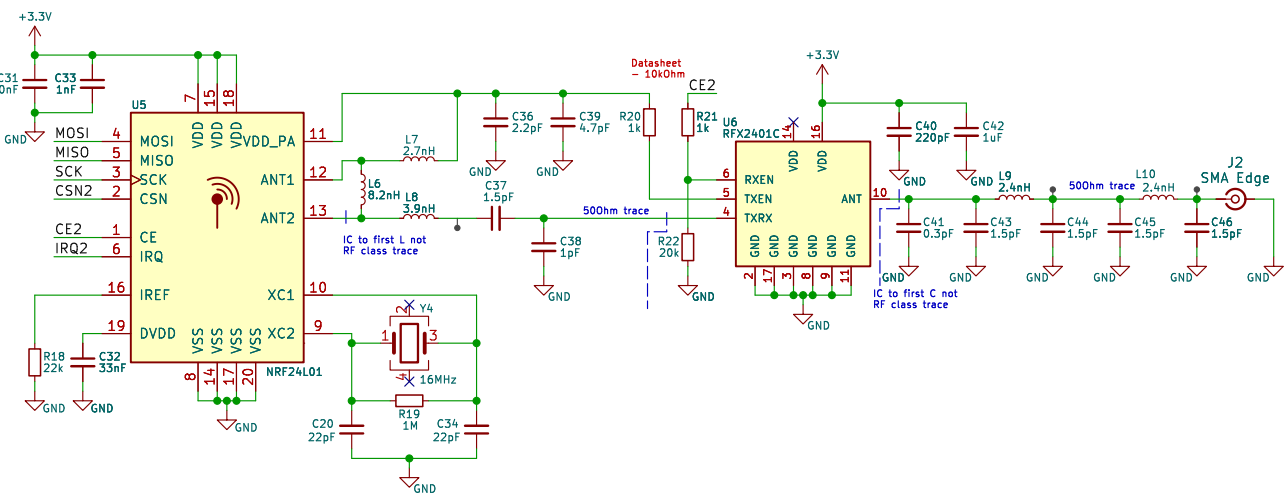 +3.3V
C31
0nF
C33
1nF
GND
U5
7
15
18
VDD
VDD
VDD
VDD_PA
11
MOSI
4
MOSI
MISO
5
MISO
SCK
3
SCK
CSN2
2
CSN
CE2
1
CE
IRQ2
6
IRQ
16
IREF
19
DVDD
ANT1
12
ANT2
13
XC1
10
XC2
9
VSS
VSS
VSS
VSS
8
14
17
20
NRF24L01
GND
R18
22k
GND
C32
33nF
GND
L7
2.7nH
L6
8.2nH
L8
3.9nH
IC to first L not
RF class trace
C36
2.2pF
GND
C39
4.7pF
GND
C37
1.5pF
C38
1pF
GND
50Ohm trace
Y4
2
1
3
4
16MHz
R19
1M
C20
22pF
C34
22pF
GND
Datasheet
- 10kOhm
R20
1k
CE2
R21
1k
R22
20k
GND
U6
RFX2401C
14
16
VDD
VDD
6
RXEN
5
TXEN
4
TXRX
ANT
10
GND
GND
GND
GND
GND
GND
2
17
3
8
9
11
GND
+3.3V
C40
220pF
GND
C42
1uF
GND
IC to first C not
RF class trace
C41
0.3pF
GND
C43
1.5pF
GND
L9
2.4nH
C44
1.5pF
GND
50Ohm trace
C45
1.5pF
GND
L10
2.4nH
C46
1.5pF
GND
J2
SMA Edge
GND